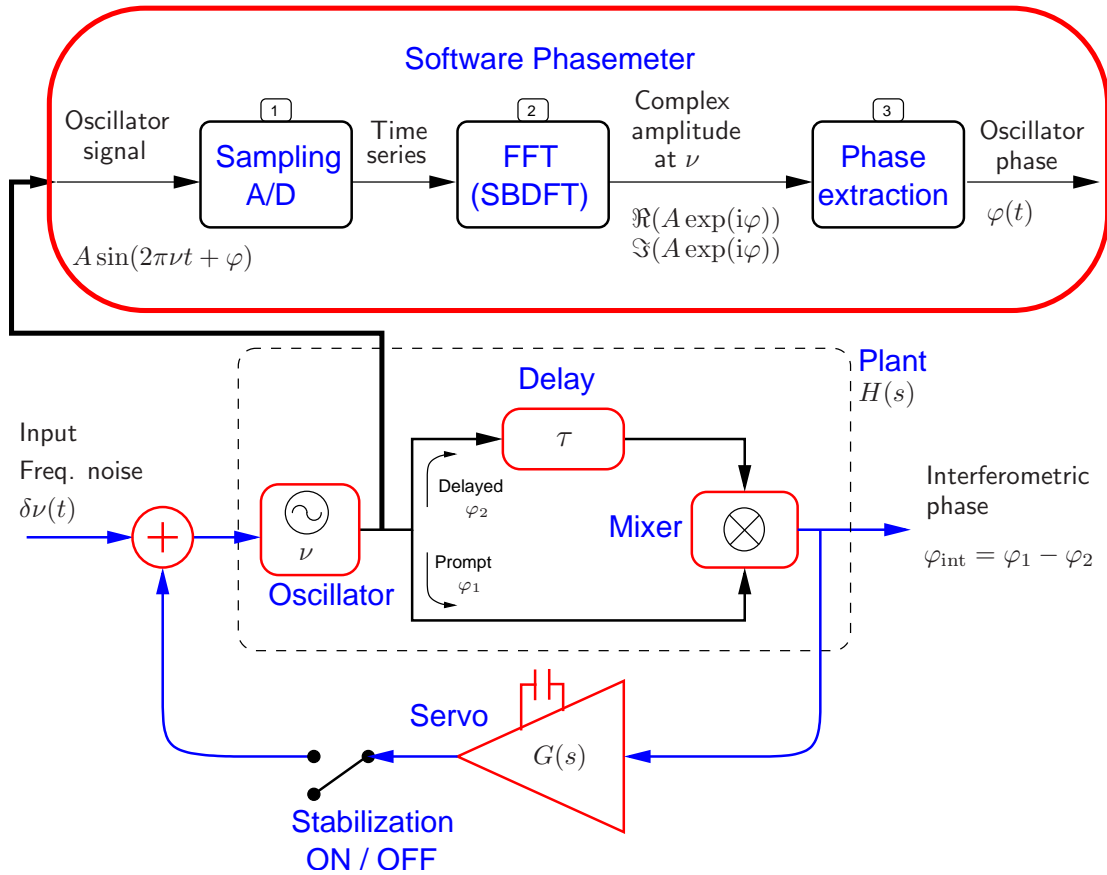 Software Phasemeter
1
2
3
Oscillator
signal
Sampling
A/D
Time
series
FFT
(SBDFT)
Complex
amplitude
at ν
Phase
extraction
Oscillator
phase
A sin(2πνt + φ)
ℜ(A exp(iφ))
ℑ(A exp(iφ))
φ(t)
Plant
H(s)
Delay
τ
Input
Freq. noise
δν(t)
+
ν
Oscillator
Delayed
φ₂
Prompt
φ₁
Mixer
Interferometric
phase
φ_int = φ₁ − φ₂
Servo
G(s)
Stabilization
ON / OFF